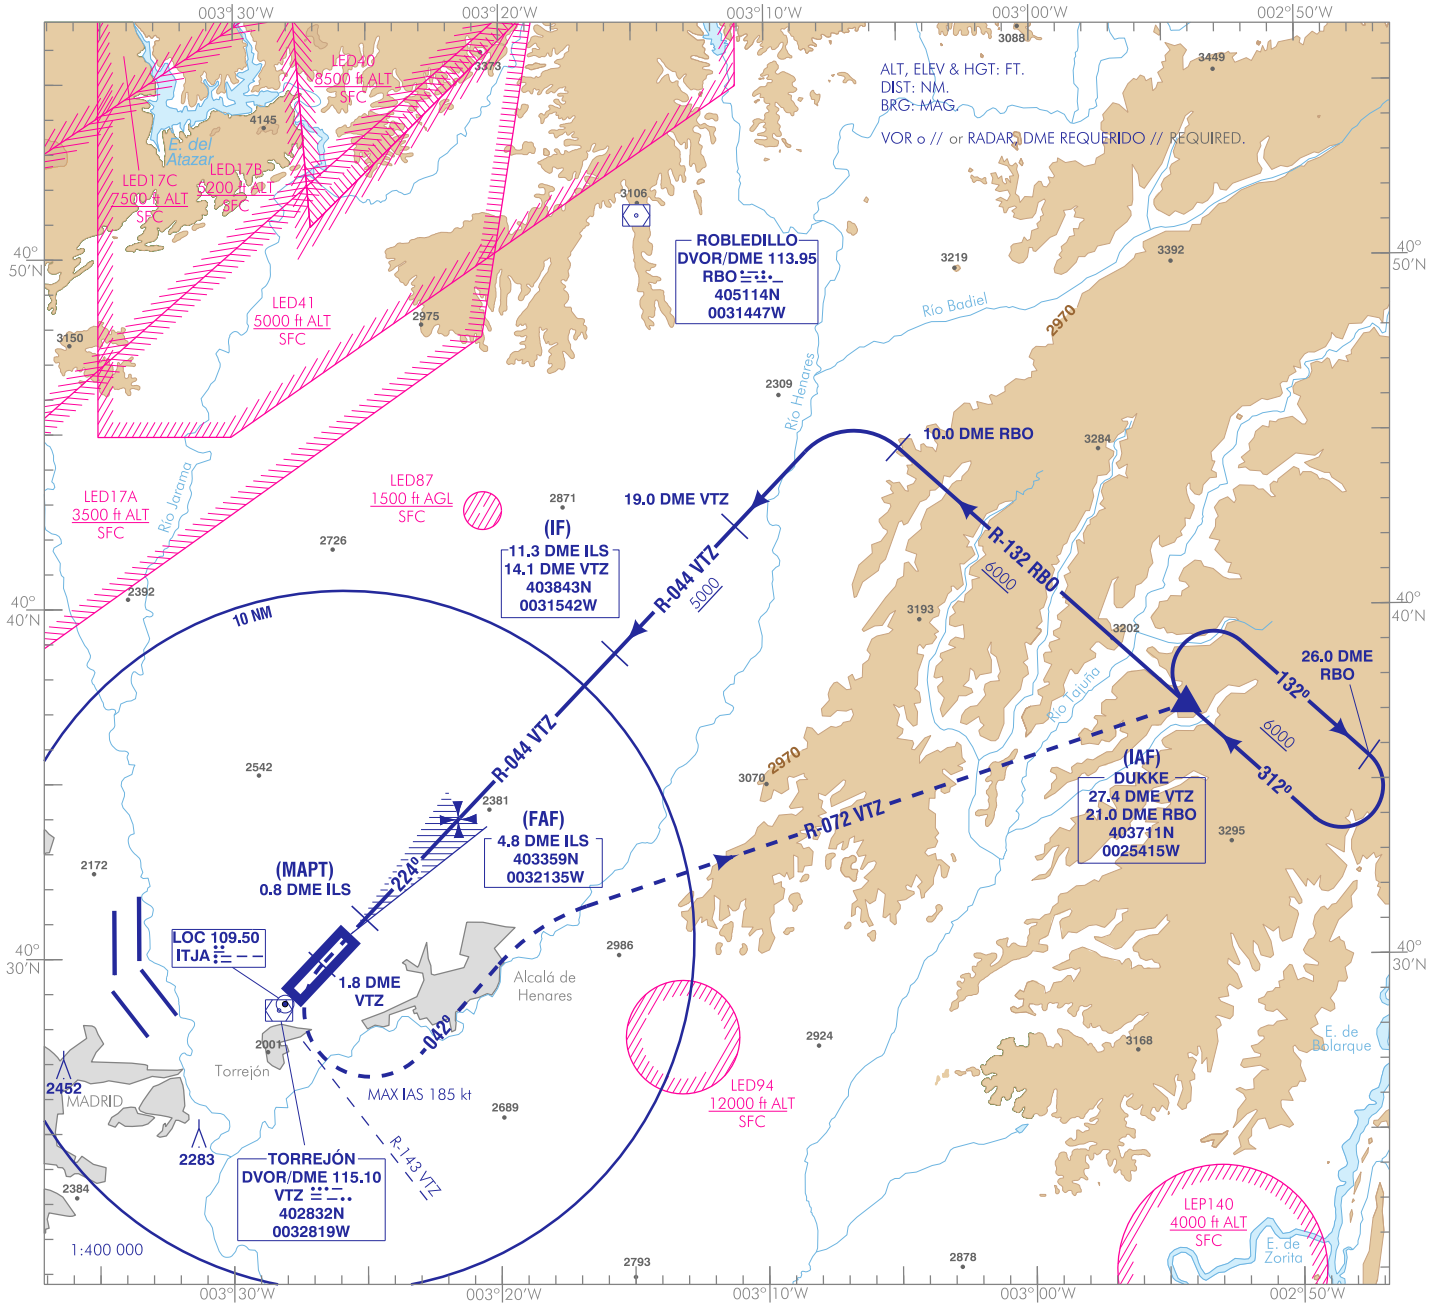 003°30'W
003°20'W
003°10'W
003°00'W
002°50'W
3088
3449
ALT, ELEV & HGT: FT.
DIST: NM.
BRG: MAG.
VOR o // or RADAR, DME REQUERIDO // REQUIRED.
LED40
8500 ft ALT
SFC
3373
4145
E. del
Atazar
LED17C
7500 ft ALT
SFC
LED17B
5200 ft ALT
SFC
3106
ROBLEDILLO
DVOR/DME 113.95
RBO
405114N
0031447W
3219
3392
40°
50'N
40°
50'N
Río Badiel
2970
LED41
5000 ft ALT
SFC
2975
3150
2309
Río Henares
10.0 DME RBO
3284
LED17A
3500 ft ALT
SFC
Río Jarama
LED87
1500 ft AGL
SFC
2871
19.0 DME VTZ
(IF)
11.3 DME ILS
14.1 DME VTZ
403843N
0031542W
2726
2392
R-044 VTZ
5000
R-132 RBO
6000
3193
3202
40°
40'N
40°
40'N
10 NM
Río Tajuña
132°
26.0 DME
RBO
6000
312°
(IAF)
DUKKE
27.4 DME VTZ
21.0 DME RBO
403711N
0025415W
3295
R-044 VTZ
2542
2381
3070
2970
R-072 VTZ
(FAF)
4.8 DME ILS
403359N
0032135W
2172
(MAPT)
0.8 DME ILS
224°
LOC 109.50
ITJA
1.8 DME
VTZ
40°
30'N
40°
30'N
Alcalá de
Henares
2986
042°
2001
Torrejón
2452
MADRID
MAX IAS 185 kt
2924
3168
E. de
Bolarque
LED94
12000 ft ALT
SFC
2689
2283
R-143 VTZ
TORREJÓN
DVOR/DME 115.10
VTZ
402832N
0032819W
2384
1:400 000
LEP140
4000 ft ALT
SFC
E. de
Zorita
2793
2878
003°30'W
003°20'W
003°10'W
003°00'W
002°50'W